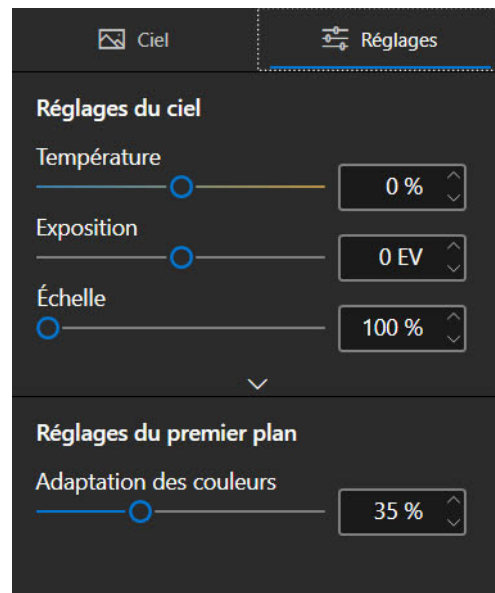 Ciel
Réglages
Réglages du ciel
Température
0 %
Exposition
0 EV
Échelle
100 %
Réglages du premier plan
Adaptation des couleurs
35 %